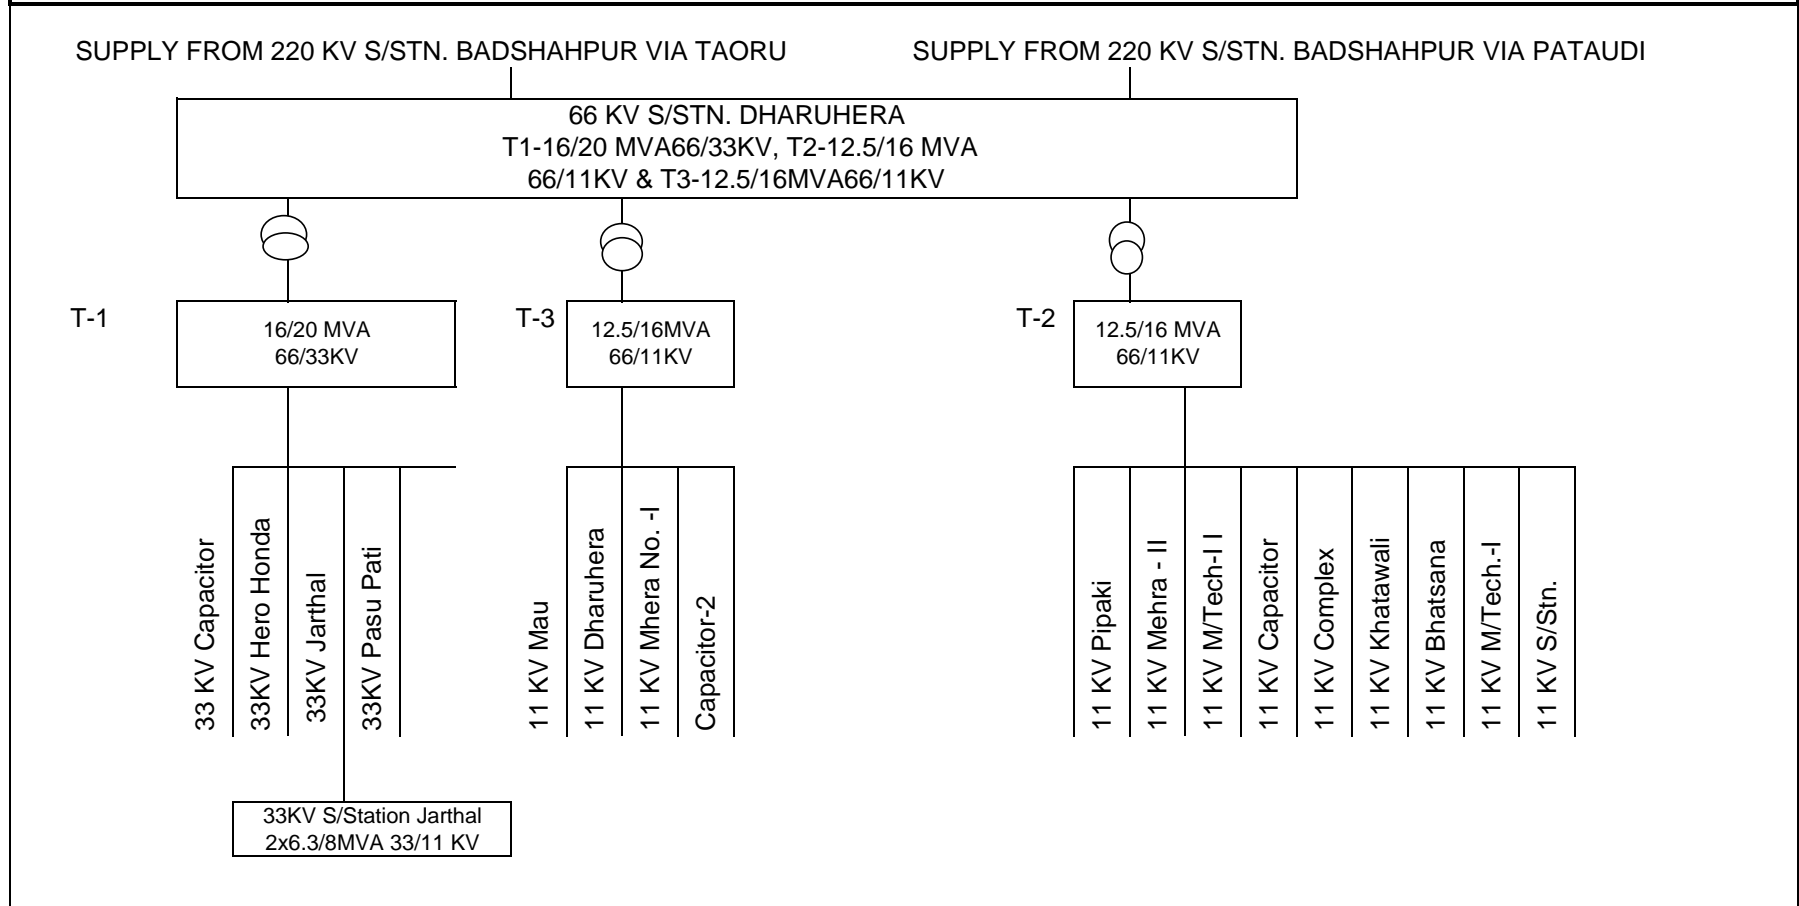 SUPPLY FROM 220 KV S/STN. BADSHAHPUR VIA TAORU
SUPPLY FROM 220 KV S/STN. BADSHAHPUR VIA PATAUDI
66 KV S/STN. DHARUHERA
T1-16/20 MVA66/33KV, T2-12.5/16 MVA
66/11KV & T3-12.5/16MVA66/11KV
T-1
16/20 MVA
66/33KV
T-3
12.5/16MVA
66/11KV
T-2
12.5/16 MVA
66/11KV
33 KV Capacitor
33KV Hero Honda
33KV Jarthal
33KV Pasu Pati
11 KV Mau
11 KV Dharuhera
11 KV Mhera No. -I
Capacitor-2
11 KV Pipaki
11 KV Mehra - II
11 KV M/Tech-I I
11 KV Capacitor
11 KV Complex
11 KV Khatawali
11 KV Bhatsana
11 KV M/Tech.-I
11 KV S/Stn.
33KV S/Station Jarthal
2x6.3/8MVA 33/11 KV